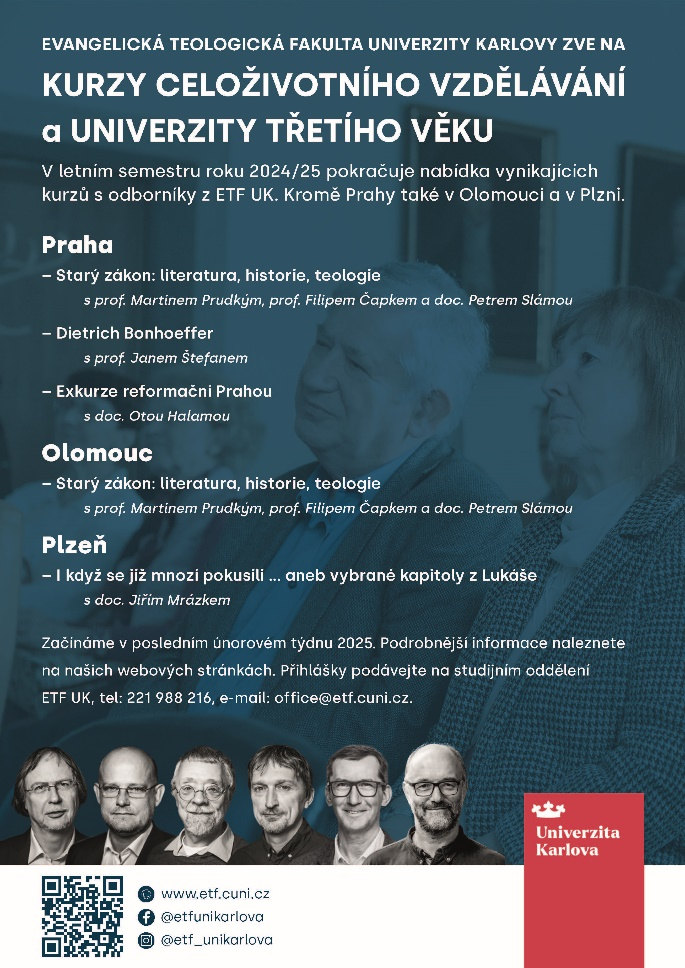 EVANGELICKÁ TEOLOGICKÁ FAKULTA UNIVERZITY KARLOVY ZVE NA
KURZY CELOŽIVOTNÍHO VZDĚLÁVÁNÍ
a UNIVERZITY TŘETÍHO VĚKU
V letním semestru roku 2024/25 pokračuje nabídka vynikajících
kurzů s odborníky z ETF UK. Kromě Prahy také v Olomouci a v Plzni.
Praha
– Starý zákon: literatura, historie, teologie
s prof. Martinem Prudkým, prof. Filipem Čapkem a doc. Petrem Slámou
– Dietrich Bonhoeffer
s prof. Janem Štefanem
– Exkurze reformační Prahou
s doc. Otou Halamou
Olomouc
– Starý zákon: literatura, historie, teologie
s prof. Martinem Prudkým, prof. Filipem Čapkem a doc. Petrem Slámou
Plzeň
– I když se již mnozí pokusili ... aneb vybrané kapitoly z Lukáše
s doc. Jiřím Mrázkem
Začínáme v posledním únorovém týdnu 2025. Podrobnější informace naleznete
na našich webových stránkách. Přihlášky podávejte na studijním oddělení
ETF UK, tel: 221 988 216, e-mail: office@etf.cuni.cz.
Univerzita
Karlova
www.etf.cuni.cz
@etfunikarlova
@etf_unikarlova